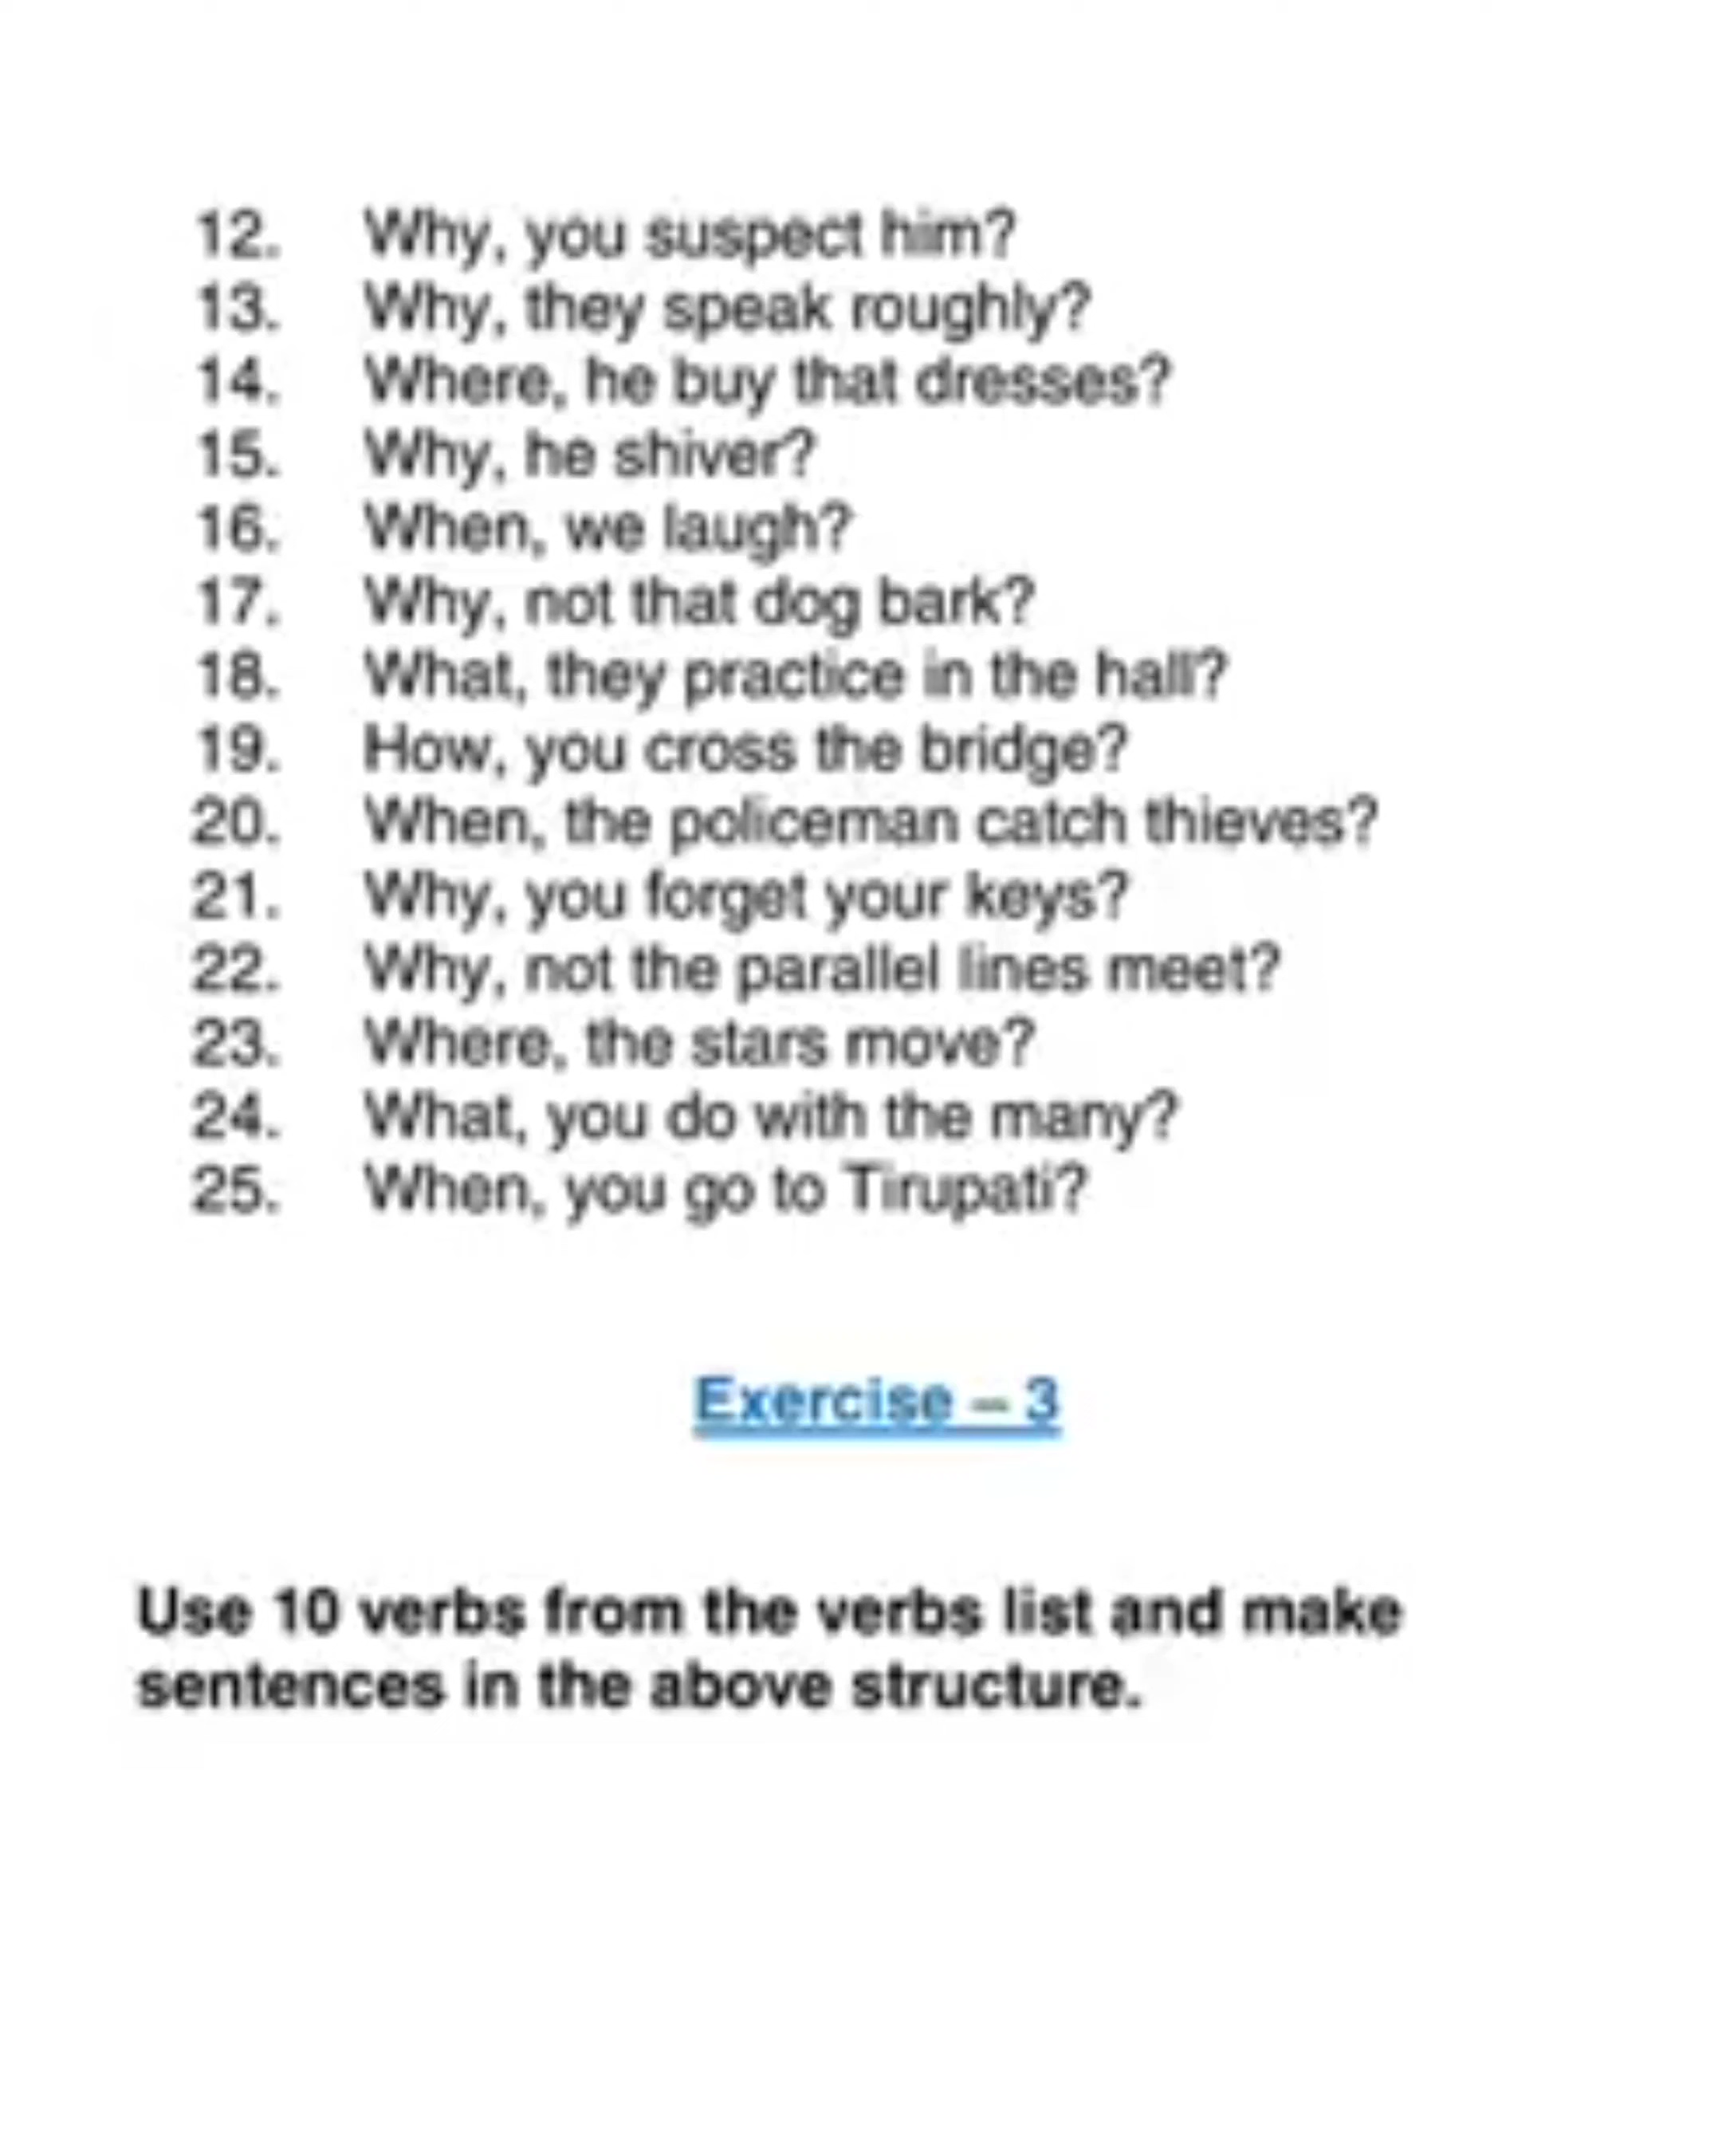 12. Why, you suspect him?
13. Why, they speak roughly?
14. Where, he buy that dresses?
15. Why, he shiver?
16. When, we laugh?
17. Why, not that dog bark?
18. What, they practice in the hall?
19. How, you cross the bridge?
20. When, the policeman catch thieves?
21. Why, you forget your keys?
22. Why, not the parallel lines meet?
23. Where, the stars move?
24. What, you do with the many?
25. When, you go to Tirupati?
Exercise – 3
Use 10 verbs from the verbs list and make
sentences in the above structure.